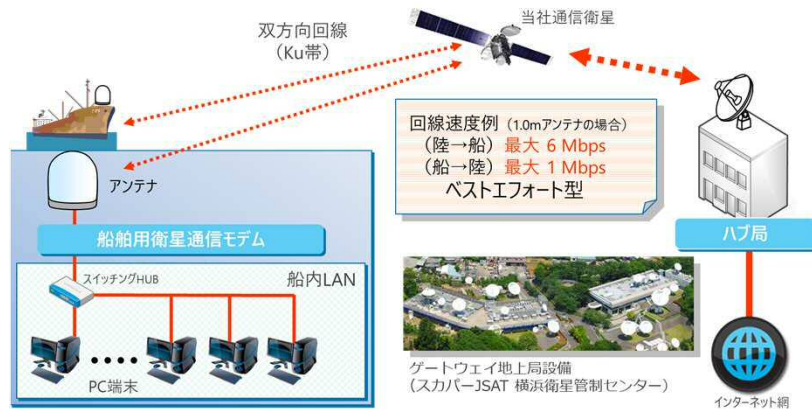 双方向回線
（Ku帯）
当社通信衛星
回線速度例（1.0mアンテナの場合）
（陸→船）最大 6 Mbps
（船→陸）最大 1 Mbps
ベストエフォート型
アンテナ
船舶用衛星通信モデム
ハブ局
スイッチングHUB
船内LAN
PC端末
ゲートウェイ地上局設備
（スカパーJSAT 横浜衛星管制センター）
インターネット網